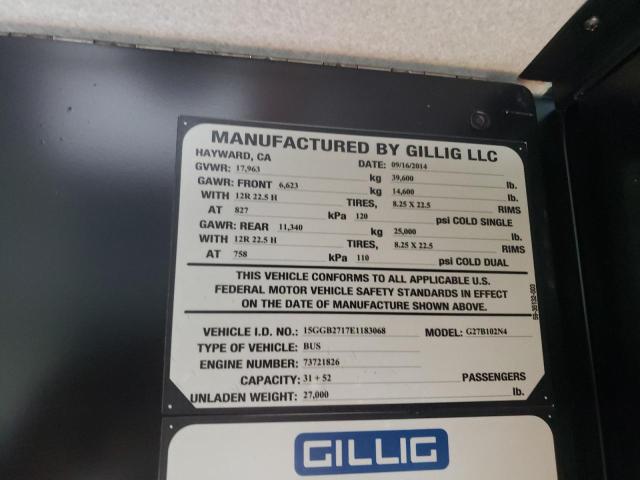 MANUFACTURED BY GILLIG LLC
HAYWARD, CA DATE: 09/16/2014
GVWR: 17,963 kg 39,600 lb.
GAWR: FRONT 6,623 kg 14,600 lb.
WITH 12R 22.5 H TIRES, 8.25 X 22.5 RIMS
AT 827 kPa 120 psi COLD SINGLE
GAWR: REAR 11,340 kg 25,000 lb.
WITH 12R 22.5 H TIRES, 8.25 X 22.5 RIMS
AT 758 kPa 110 psi COLD DUAL
THIS VEHICLE CONFORMS TO ALL APPLICABLE U.S.
FEDERAL MOTOR VEHICLE SAFETY STANDARDS IN EFFECT
ON THE DATE OF MANUFACTURE SHOWN ABOVE.
VEHICLE I.D. NO.: 15GGB2717E1183068 MODEL: G27B102N4
TYPE OF VEHICLE: BUS
ENGINE NUMBER: 73721826
CAPACITY: 31 + 52 PASSENGERS
UNLADEN WEIGHT: 27,000 lb.
GILLIG